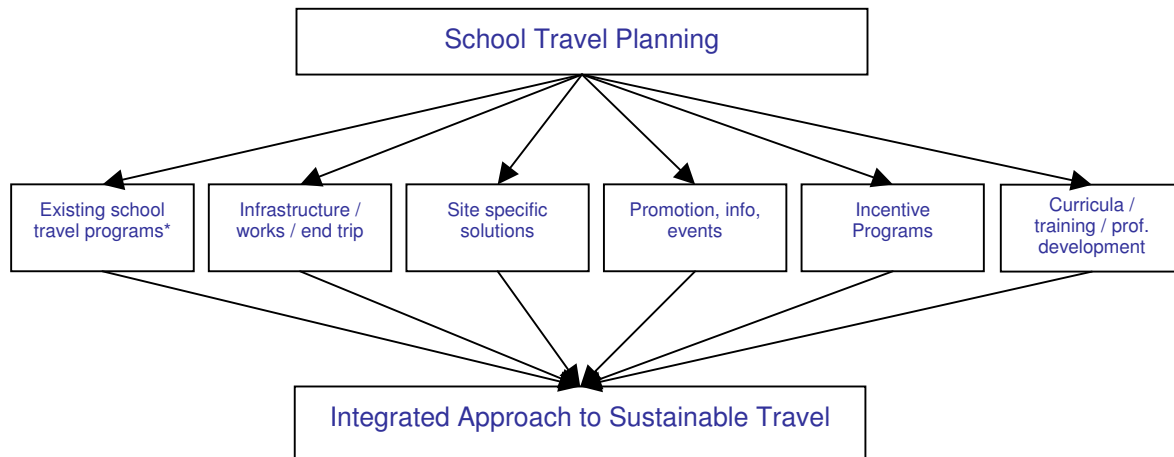 School Travel Planning
Existing school
travel programs*
Infrastructure /
works / end trip
Site specific
solutions
Promotion, info,
events
Incentive
Programs
Curricula /
training / prof.
development
Integrated Approach to Sustainable Travel